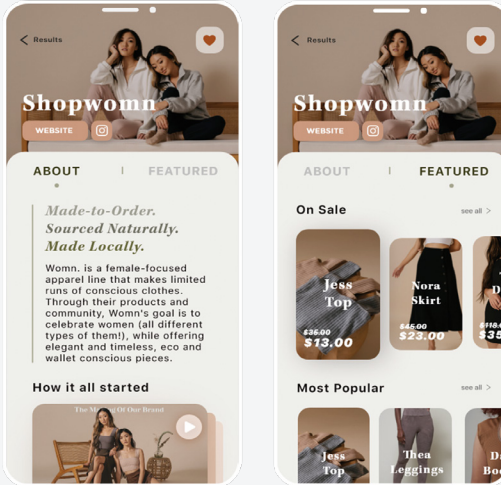 Results
Shopwomn
WEBSITE
ABOUT | FEATURED
Made-to-Order.
Sourced Naturally.
Made Locally.
Womn. is a female-focused
apparel line that makes limited
runs of conscious clothes.
Through their products and
community, Womn's goal is to
celebrate women (all different
types of them!), while offering
elegant and timeless, eco and
wallet conscious pieces.
How it all started
The Making Of Our Brand
Results
Shopwomn
WEBSITE
ABOUT | FEATURED
On Sale
see all >
Jess
Top
$36.00
$13.00
Nora
Skirt
$45.00
$23.00
Most Popular
see all >
Jess
Top
Thea
Leggings